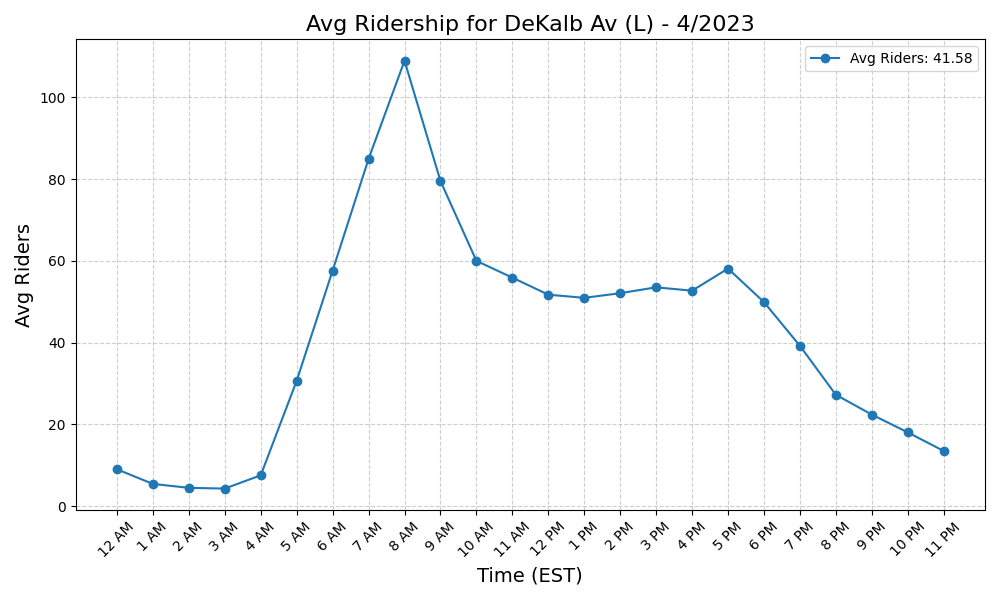 Avg Ridership for DeKalb Av (L) - 4/2023
Avg Riders: 41.58
Avg Riders
100
80
60
40
20
0
12 AM
1 AM
2 AM
3 AM
4 AM
5 AM
6 AM
7 AM
8 AM
9 AM
10 AM
11 AM
12 PM
1 PM
2 PM
3 PM
4 PM
5 PM
6 PM
7 PM
8 PM
9 PM
10 PM
11 PM
Time (EST)